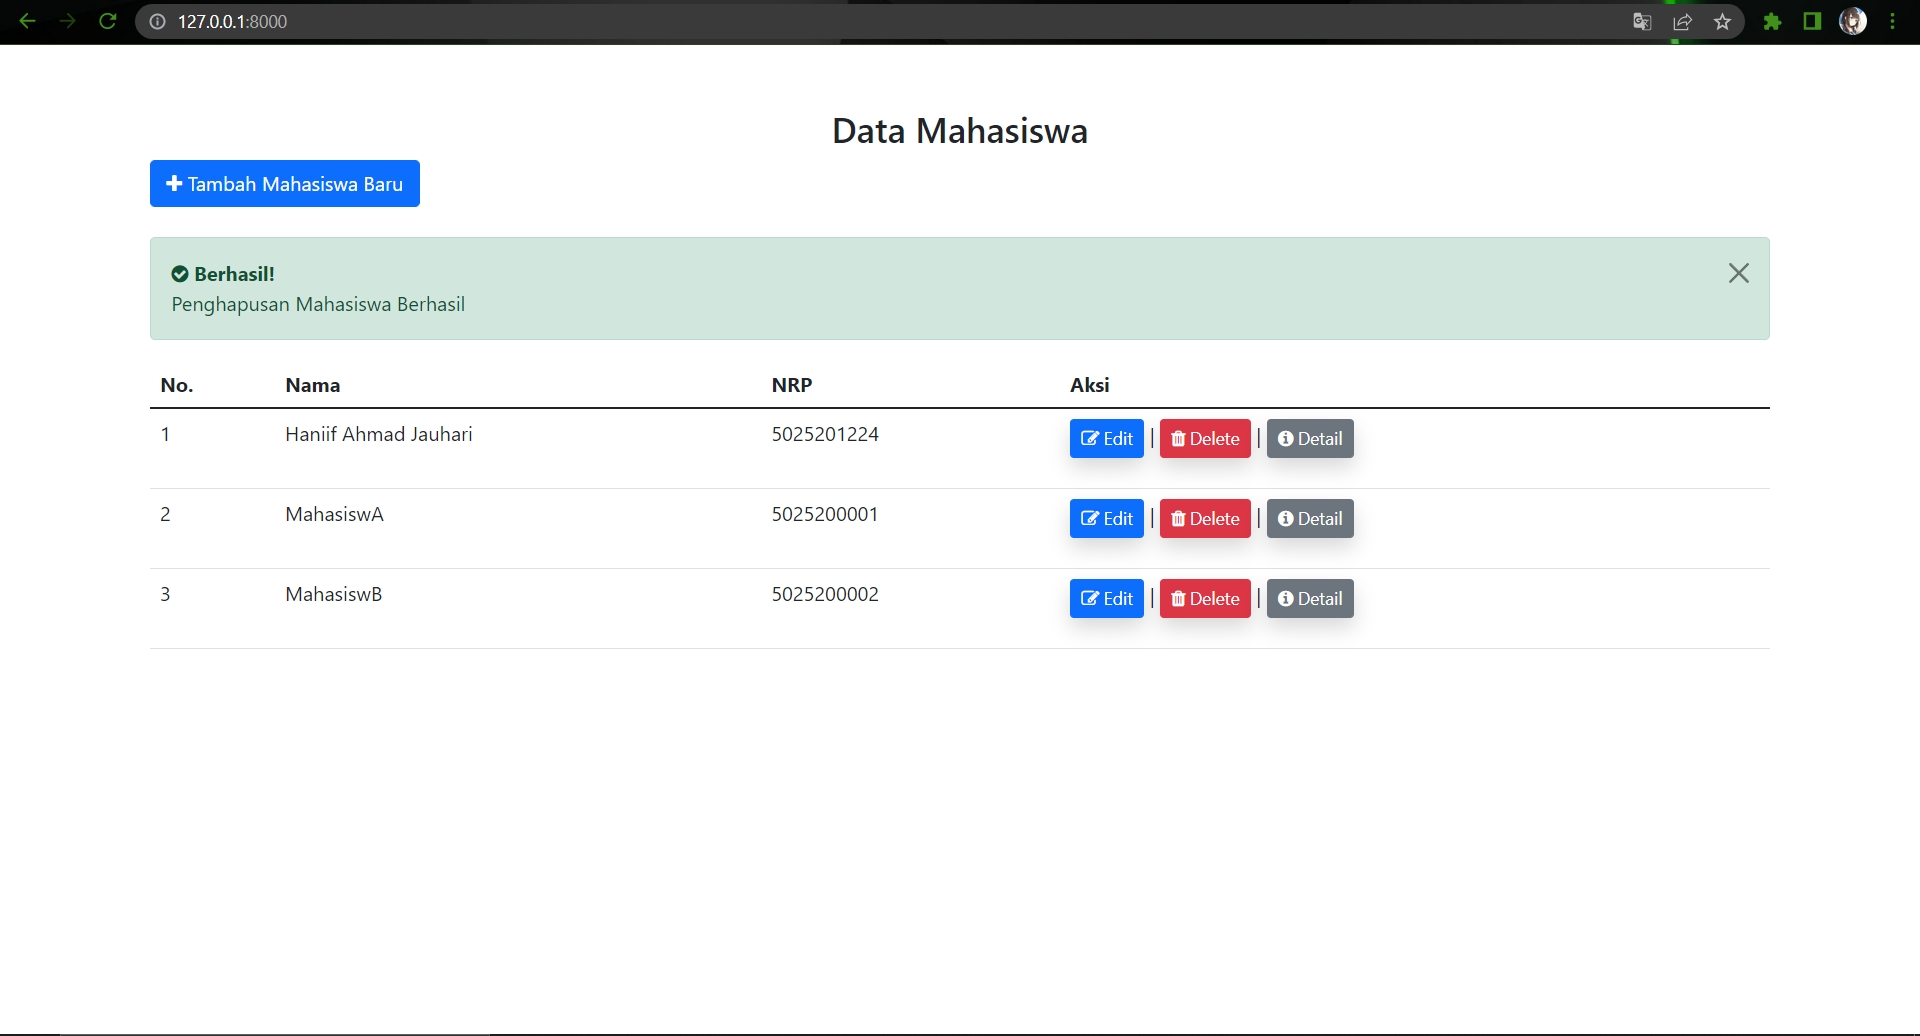 127.0.0.1:8000
Data Mahasiswa
Tambah Mahasiswa Baru
Berhasil!
Penghapusan Mahasiswa Berhasil
No. Nama NRP Aksi
1 Haniif Ahmad Jauhari 5025201224 Edit | Delete | Detail
2 MahasiswA 5025200001 Edit | Delete | Detail
3 MahasiswB 5025200002 Edit | Delete | Detail